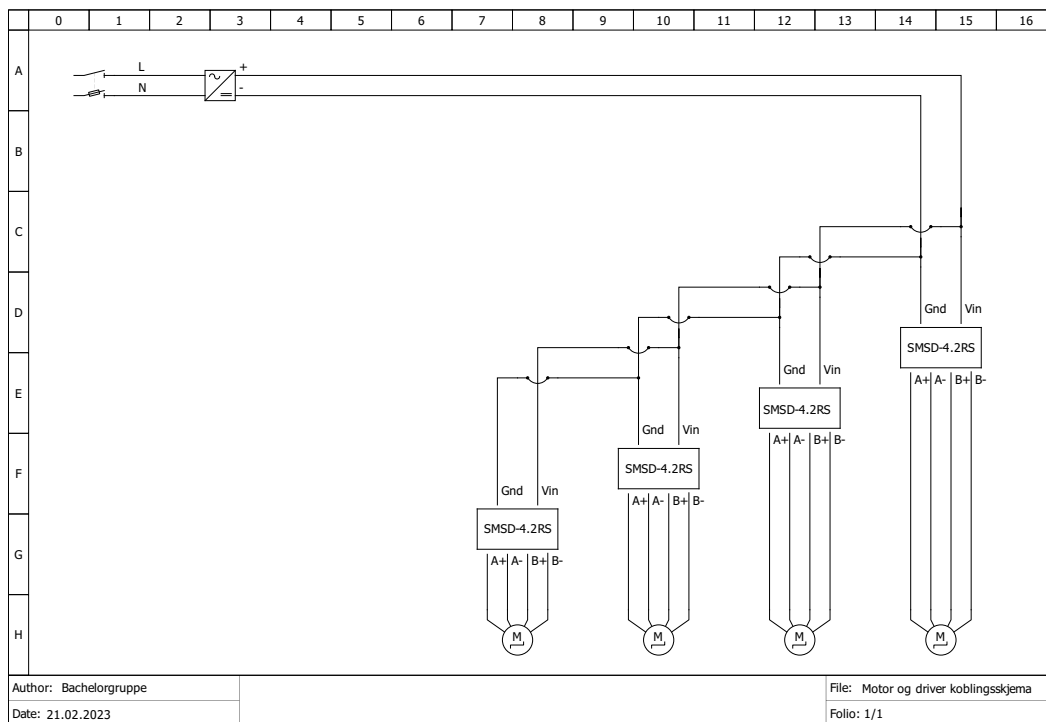 0 1 2 3 4 5 6 7 8 9 10 11 12 13 14 15 16
A
L +
N -
B
C
D
Gnd Vin
SMSD-4.2RS
A+ A- B+ B-
E
Gnd Vin
SMSD-4.2RS
A+ A- B+ B-
F
Gnd Vin
SMSD-4.2RS
A+ A- B+ B-
Gnd Vin
SMSD-4.2RS
G
A+ A- B+ B-
H
M M M M
Author: Bachelorgruppe
File: Motor og driver koblingsskjema
Date: 21.02.2023
Folio: 1/1